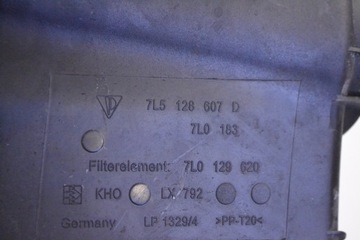 7L5 128 607 D
7L0 183
Filterelement: 7L0 129 620
KHO LX 792
Germany LP 1329/4 >PP-T20<